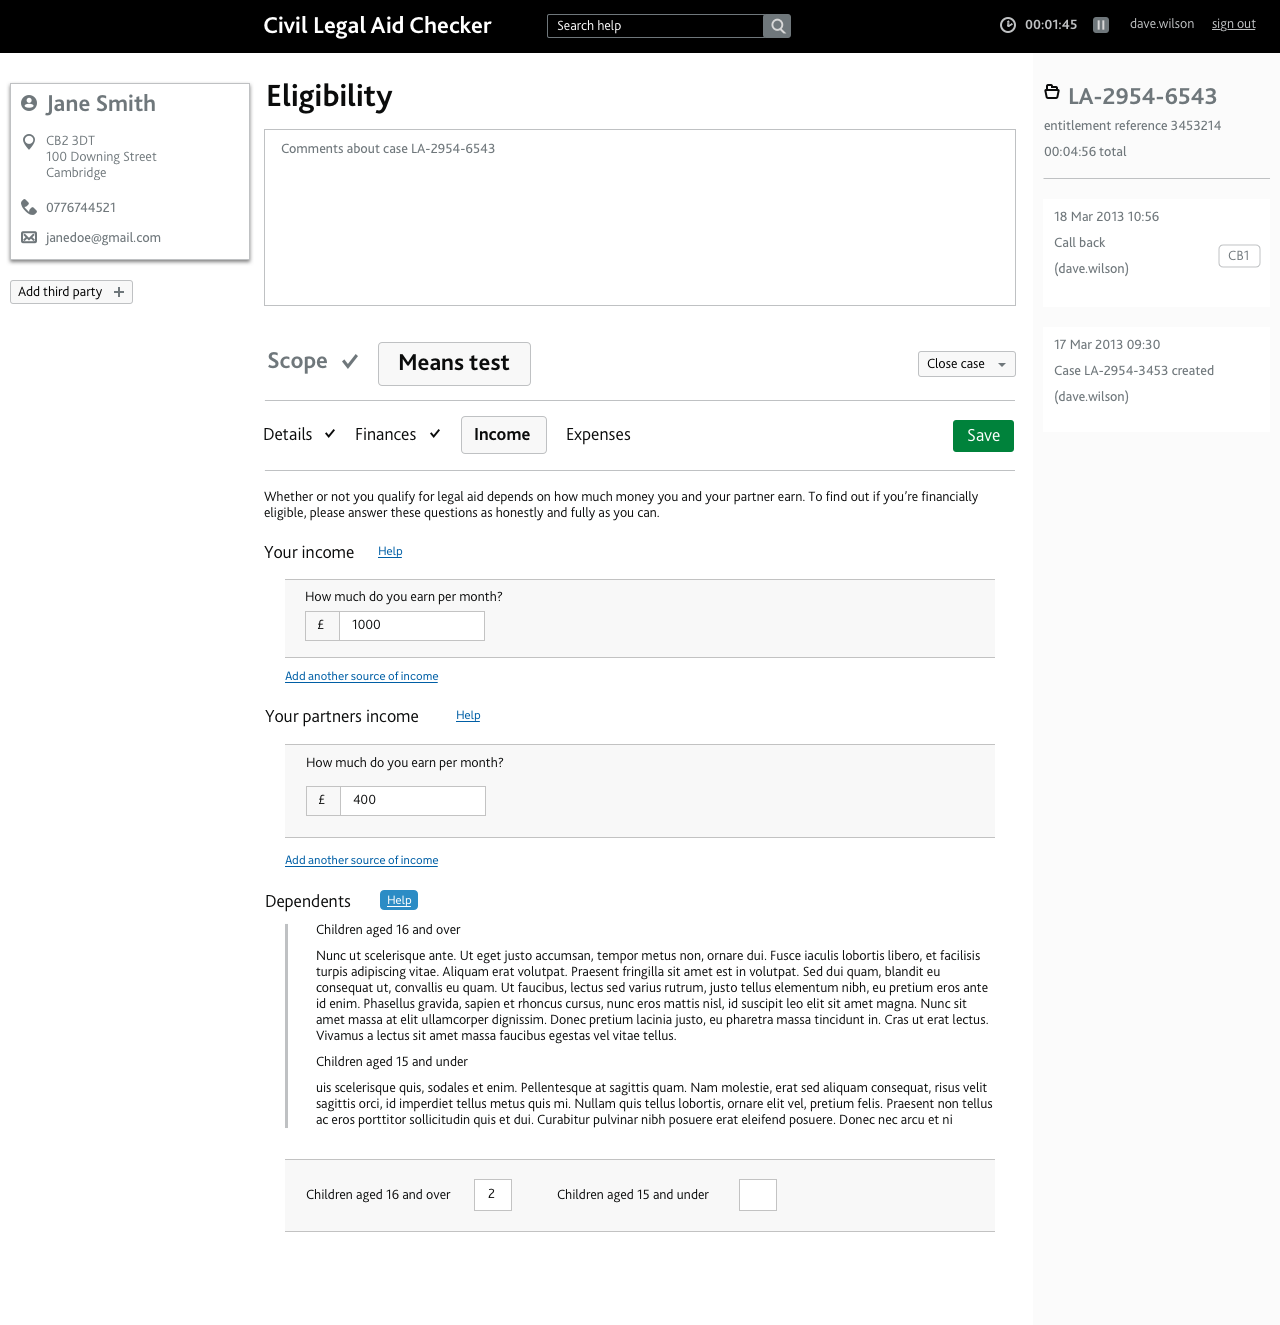 Civil Legal Aid Checker
Search help
00:01:45
dave.wilson
sign out
Jane Smith
CB2 3DT
100 Downing Street
Cambridge
0776744521
janedoe@gmail.com
Add third party
Eligibility
Comments about case LA-2954-6543
Scope
Means test
Close case
Details
Finances
Income
Expenses
Save
Whether or not you qualify for legal aid depends on how much money you and your partner earn. To find out if you're financially
eligible, please answer these questions as honestly and fully as you can.
Your income
Help
How much do you earn per month?
£
1000
Add another source of income
Your partners income
Help
How much do you earn per month?
£
400
Add another source of income
Dependents
Help
Children aged 16 and over
Nunc ut scelerisque ante. Ut eget justo accumsan, tempor metus non, ornare dui. Fusce iaculis lobortis libero, et facilisis
turpis adipiscing vitae. Aliquam erat volutpat. Praesent fringilla sit amet est in volutpat. Sed dui quam, blandit eu
consequat ut, convallis eu quam. Ut faucibus, lectus sed varius rutrum, justo tellus elementum nibh, eu pretium eros ante
id enim. Phasellus gravida, sapien et rhoncus cursus, nunc eros mattis nisl, id suscipit leo elit sit amet magna. Nunc sit
amet massa at elit ullamcorper dignissim. Donec pretium lacinia justo, eu pharetra massa tincidunt in. Cras ut erat lectus.
Vivamus a lectus sit amet massa faucibus egestas vel vitae tellus.
Children aged 15 and under
uis scelerisque quis, sodales et enim. Pellentesque at sagittis quam. Nam molestie, erat sed aliquam consequat, risus velit
sagittis orci, id imperdiet tellus metus quis mi. Nullam quis tellus lobortis, ornare elit vel, pretium felis. Praesent non tellus
ac eros porttitor sollicitudin quis et dui. Curabitur pulvinar nibh posuere erat eleifend posuere. Donec nec arcu et ni
Children aged 16 and over
2
Children aged 15 and under
LA-2954-6543
entitlement reference 3453214
00:04:56 total
18 Mar 2013 10:56
Call back
(dave.wilson)
CB1
17 Mar 2013 09:30
Case LA-2954-3453 created
(dave.wilson)